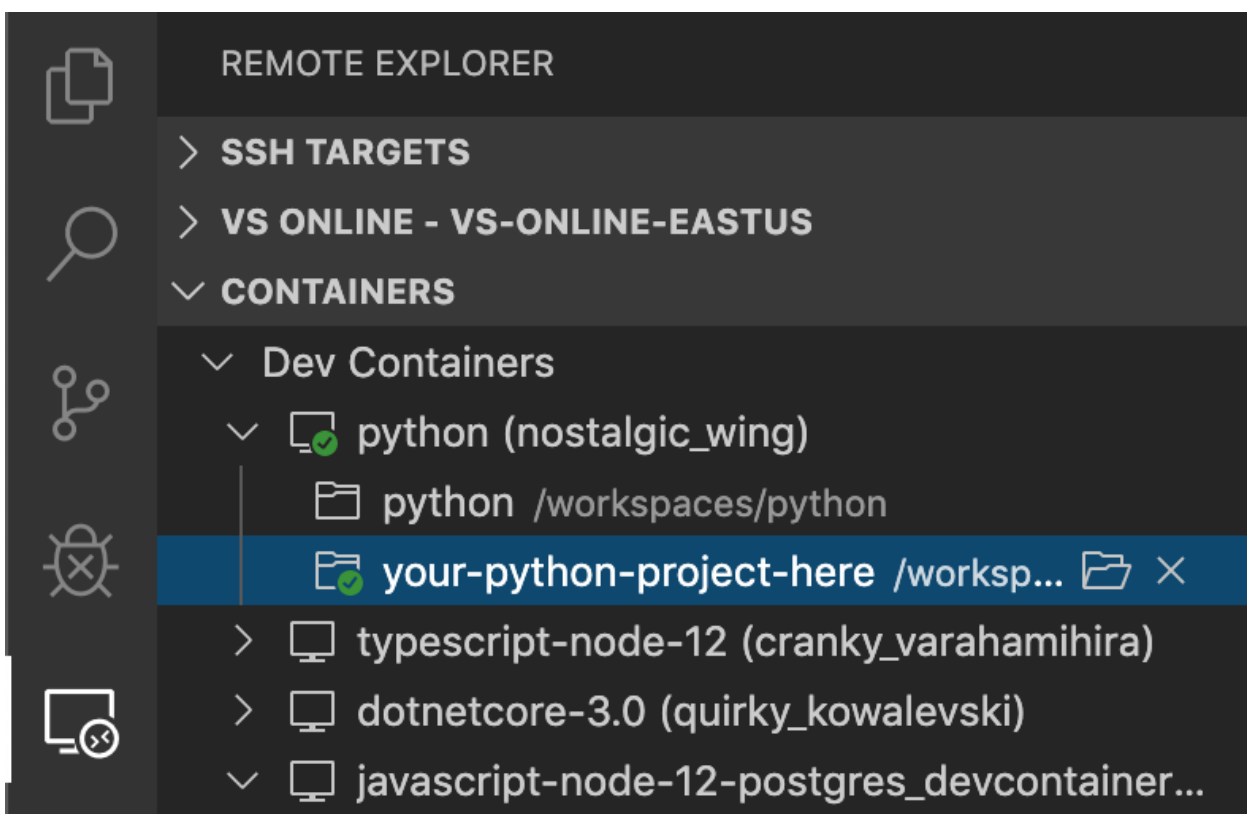 REMOTE EXPLORER
SSH TARGETS
VS ONLINE - VS-ONLINE-EASTUS
CONTAINERS
Dev Containers
python (nostalgic_wing)
python /workspaces/python
your-python-project-here /worksp...
typescript-node-12 (cranky_varahamihira)
dotnetcore-3.0 (quirky_kowalevski)
javascript-node-12-postgres_devcontainer...